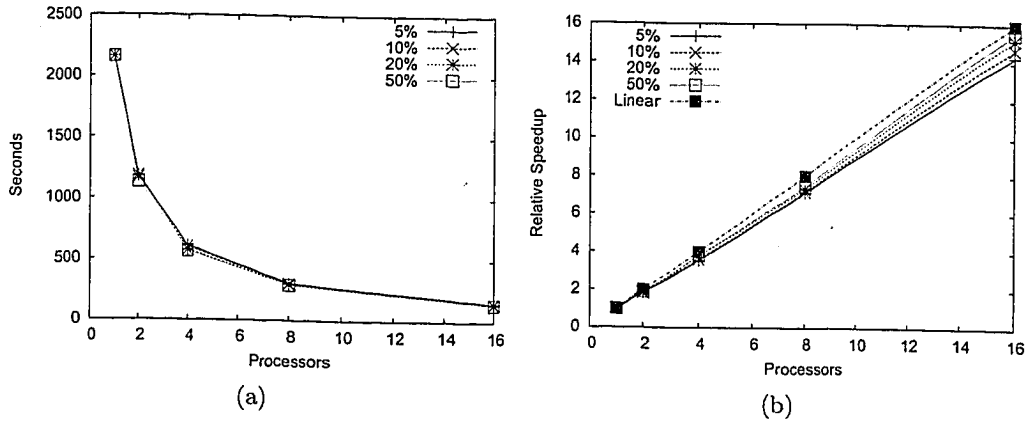 2500
2000
1500
1000
500
0
Seconds
0 2 4 6 8 10 12 14 16
Processors
5%
10%
20%
50%
(a)
16
14
12
10
8
6
4
2
0
Relative Speedup
0 2 4 6 8 10 12 14 16
Processors
5%
10%
20%
50%
Linear
(b)